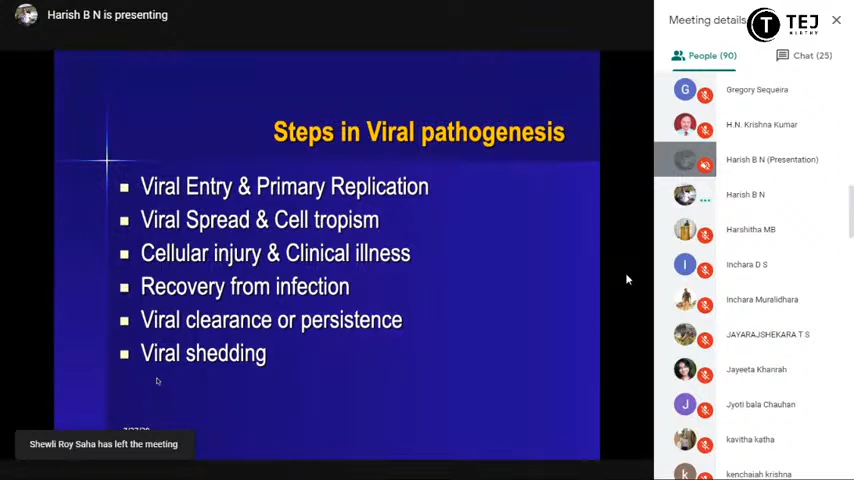 Harish B N is presenting
Steps in Viral pathogenesis
Viral Entry & Primary Replication
Viral Spread & Cell tropism
Cellular injury & Clinical illness
Recovery from infection
Viral clearance or persistence
Viral shedding
Shewli Roy Saha has left the meeting
Meeting details
T TEJ
People (90)
Chat (25)
G Gregory Sequeira
H.N. Krishna Kumar
Harish B N (Presentation)
Harish B N
Harshitha MB
I Inchara D S
Inchara Muralidhara
JAYARAJSHEKARA T S
Jayeeta Khanrah
J Jyoti bala Chauhan
kavitha katha
k kenchaiah krishna